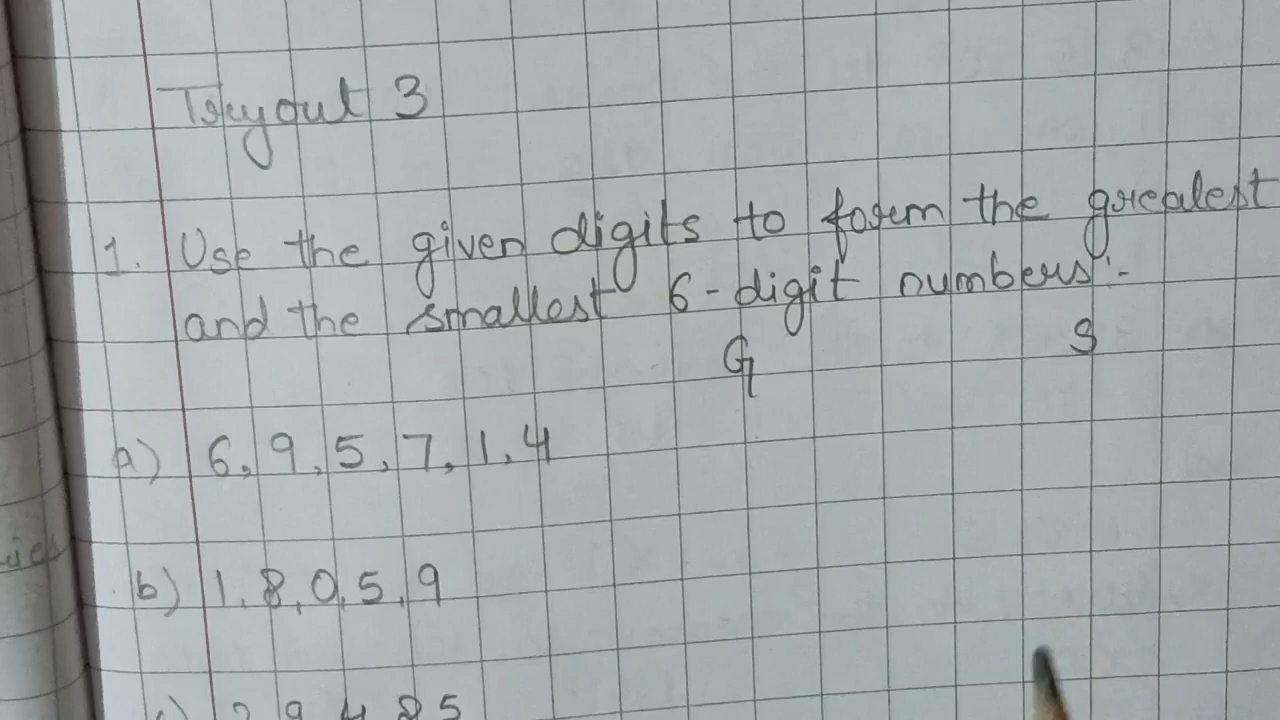 Tryout 3
1. Use the given digits to form the greatest
and the smallest 6-digit numbers:-
G S
a) 6, 9, 5, 7, 1, 4
b) 1, 8, 0, 5, 9